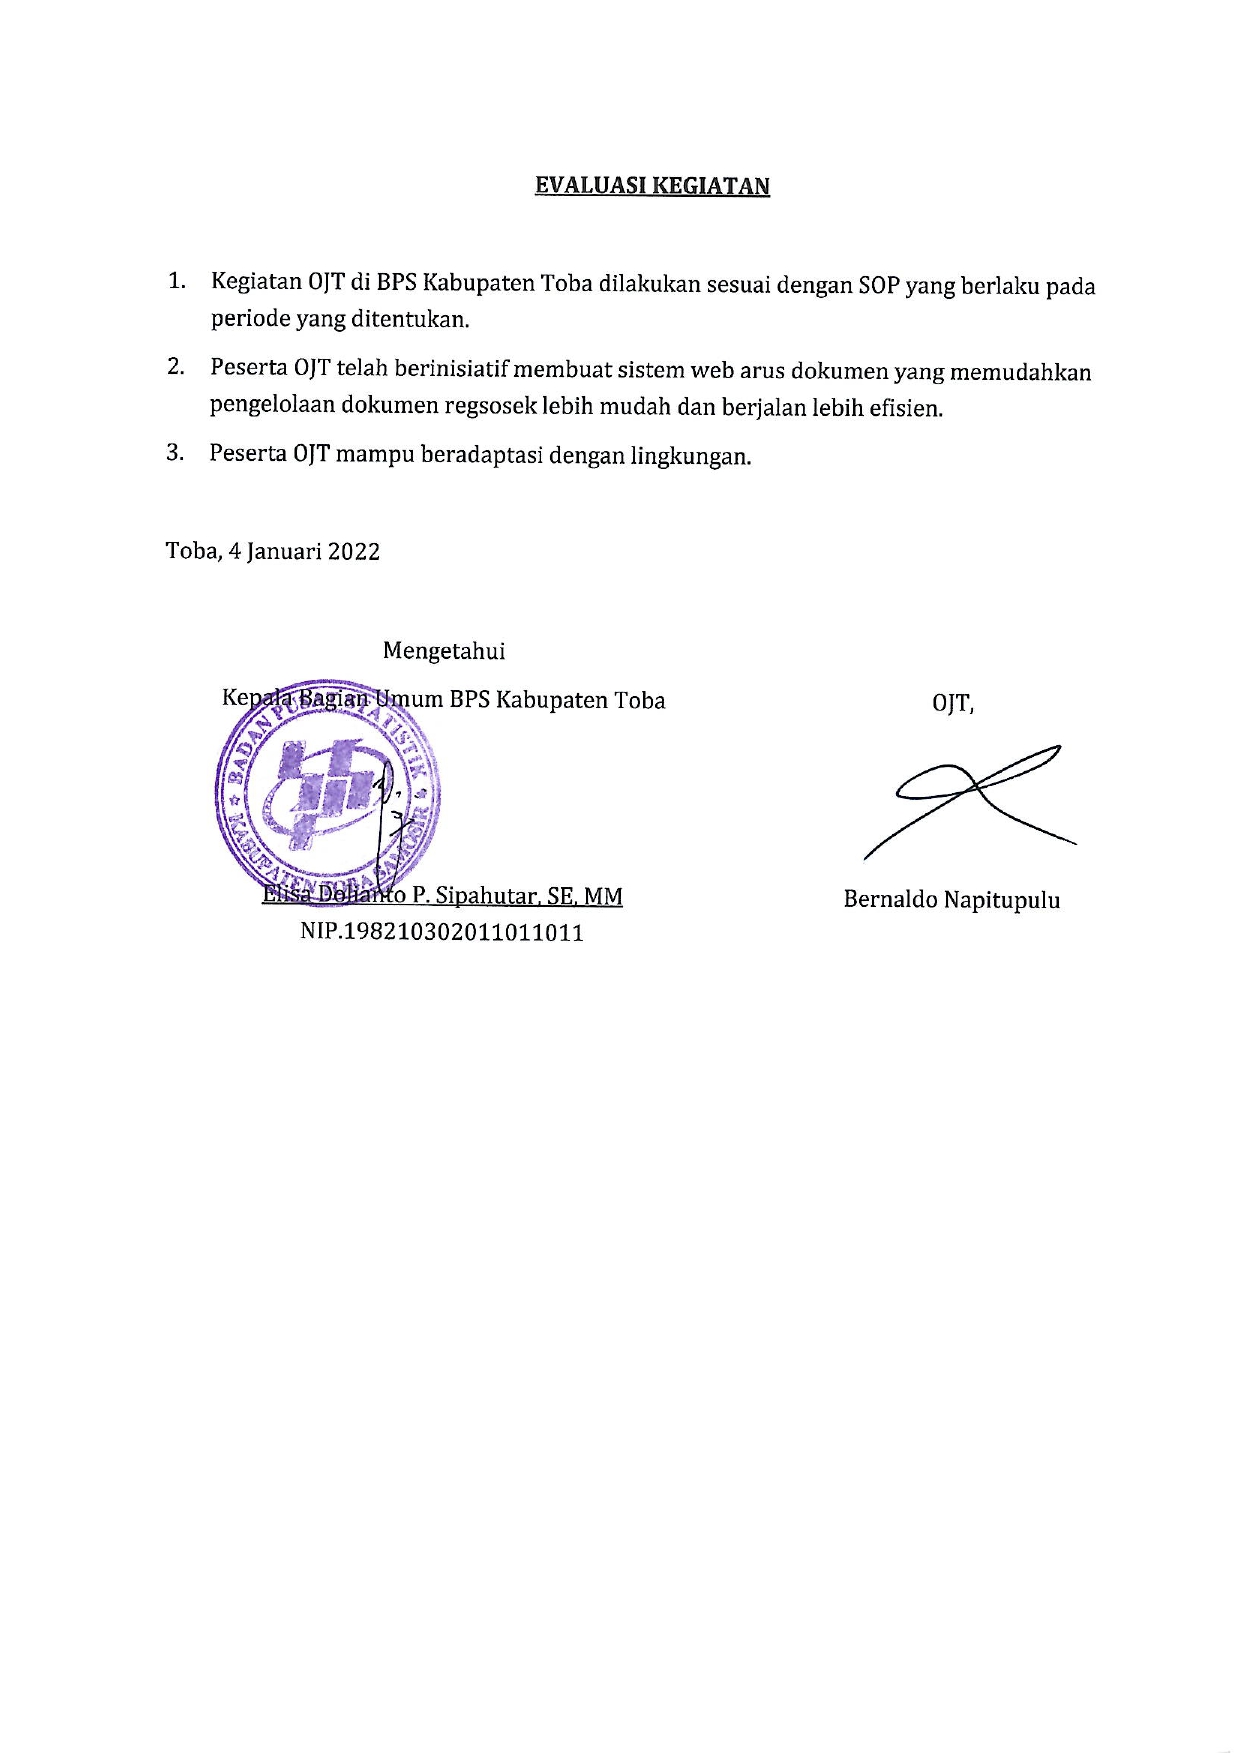 EVALUASI KEGIATAN
1. Kegiatan OJT di BPS Kabupaten Toba dilakukan sesuai dengan SOP yang berlaku pada
periode yang ditentukan.
2. Peserta OJT telah berinisiatif membuat sistem web arus dokumen yang memudahkan
pengelolaan dokumen regsosek lebih mudah dan berjalan lebih efisien.
3. Peserta OJT mampu beradaptasi dengan lingkungan.
Toba, 4 Januari 2022
Mengetahui
Kepala Bagian Umum BPS Kabupaten Toba
OJT,
BADAN PUSAT STATISTIK
KABUPATEN TOBA SAMOSIR
Elisa Dolianto P. Sipahutar, SE, MM
Bernaldo Napitupulu
NIP.198210302011011011